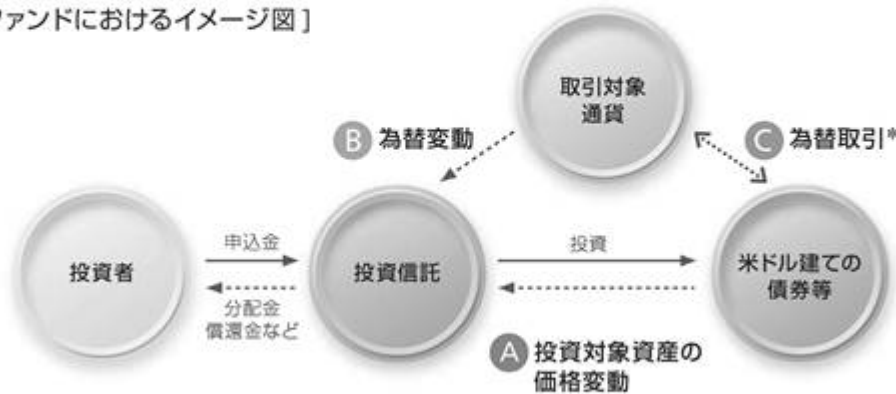 ファンドにおけるイメージ図]
取引対象
通貨
B 為替変動
C 為替取引*
投資者
申込金
分配金
償還金など
投資信託
投資
米ドル建ての
債券等
A 投資対象資産の
価格変動